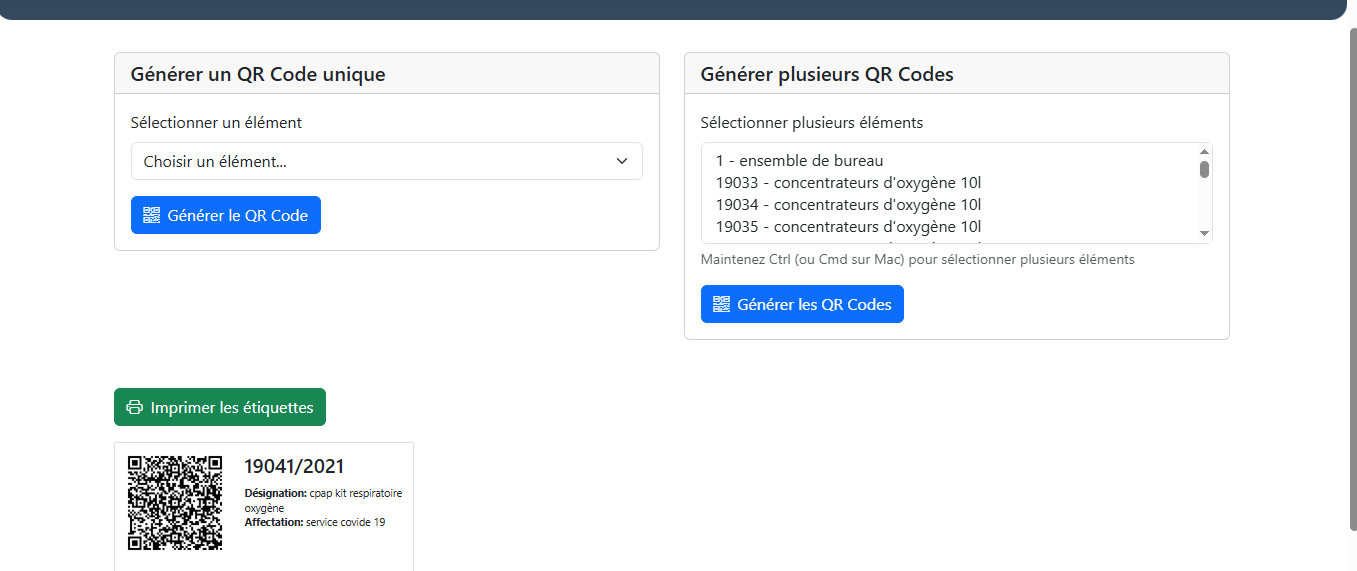 Générer un QR Code unique
Sélectionner un élément
Choisir un élément...
Générer le QR Code
Générer plusieurs QR Codes
Sélectionner plusieurs éléments
1 - ensemble de bureau
19033 - concentrateurs d'oxygène 10l
19034 - concentrateurs d'oxygène 10l
19035 - concentrateurs d'oxygène 10l
Maintenez Ctrl (ou Cmd sur Mac) pour sélectionner plusieurs éléments
Générer les QR Codes
Imprimer les étiquettes
19041/2021
Désignation: cpap kit respiratoire
oxygène
Affectation: service covide 19